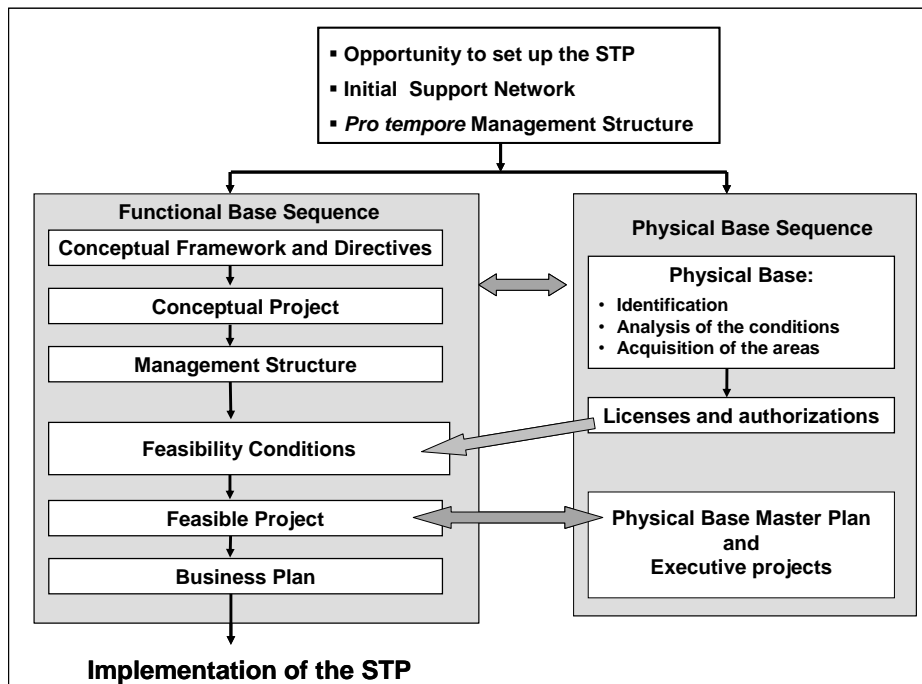 ▪ Opportunity to set up the STP
▪ Initial Support Network
▪ Pro tempore Management Structure
Functional Base Sequence
Conceptual Framework and Directives
Conceptual Project
Management Structure
Feasibility Conditions
Feasible Project
Business Plan
Implementation of the STP
Physical Base Sequence
Physical Base:
• Identification
• Analysis of the conditions
• Acquisition of the areas
Licenses and authorizations
Physical Base Master Plan
and
Executive projects